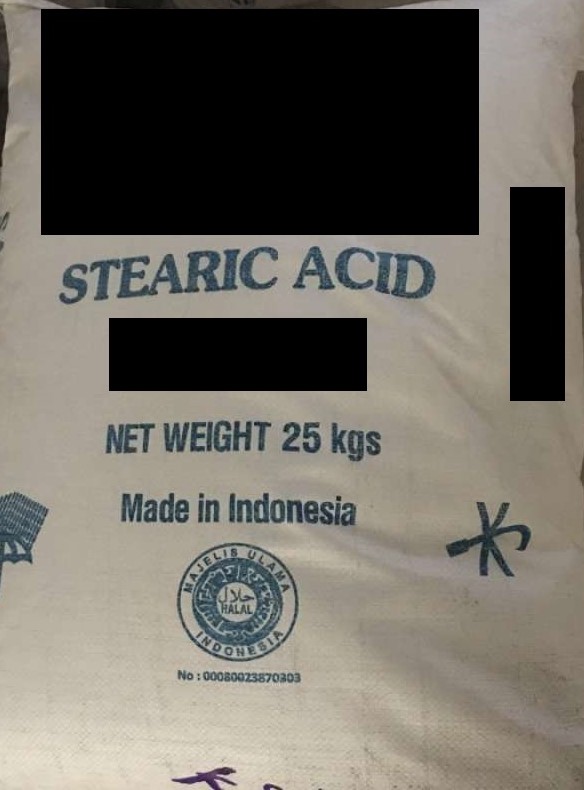 STEARIC ACID
NET WEIGHT 25 kgs
Made in Indonesia
MAJELIS ULAMA
حلال
HALAL
INDONESIA
No : 00080023870303